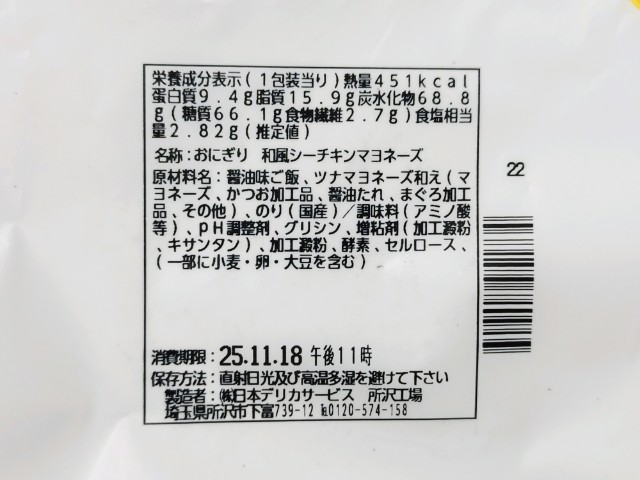 栄養成分表示(1包装当り)熱量451kcal
蛋白質9.4g脂質15.9g炭水化物68.8
g(糖質66.1g食物繊維2.7g)食塩相当
量2.82g(推定値)
名称:おにぎり 和風シーチキンマヨネーズ
原材料名:醤油味ご飯、ツナマヨネーズ和え(マ
ヨネーズ、かつお加工品、醤油たれ、まぐろ加工
品、その他)、のり(国産)/調味料(アミノ酸
等)、pH調整剤、グリシン、増粘剤(加工澱粉
、キサンタン)、加工澱粉、酵素、セルロース、
(一部に小麦・卵・大豆を含む)
消費期限:25.11.18 午後11時
保存方法:直射日光及び高温多湿を避けて下さい
製造者:㈱日本デリカサービス 所沢工場
埼玉県所沢市下富739-12 ℡0120-574-158
22